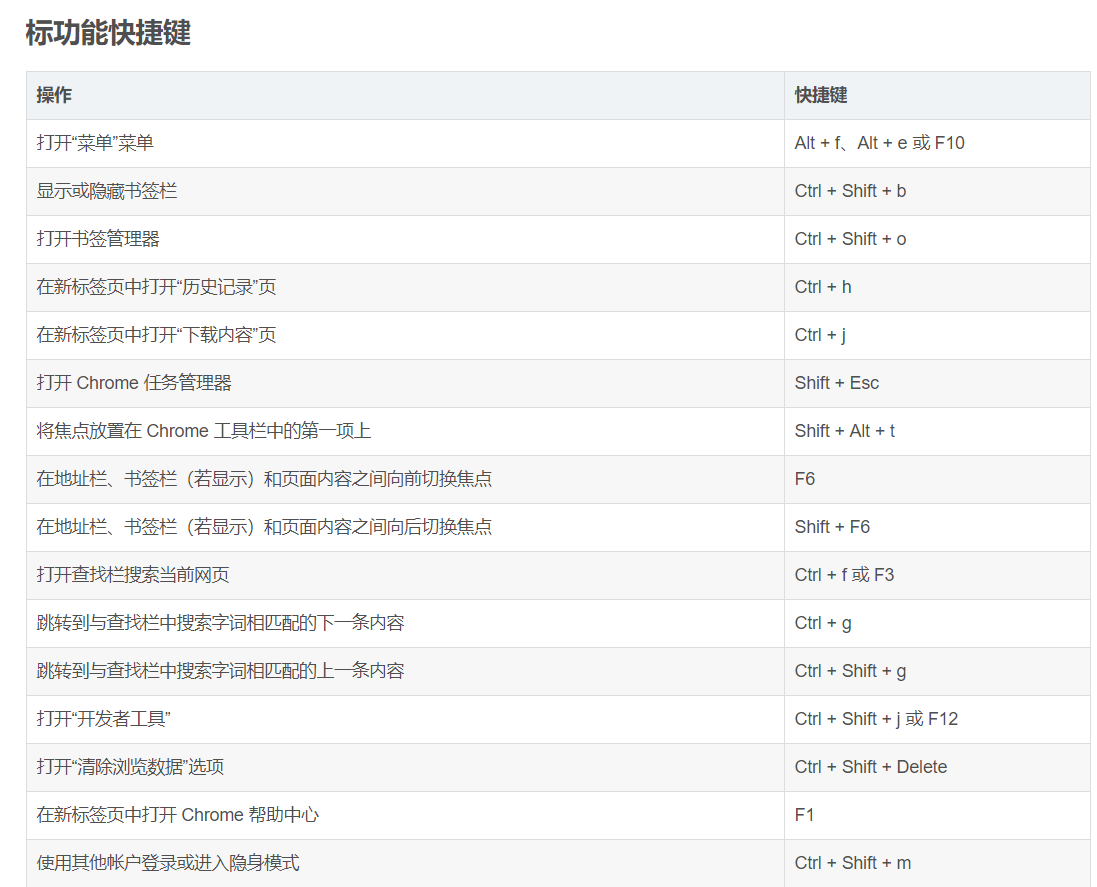 标功能快捷键
操作 快捷键
打开“菜单”菜单 Alt + f、Alt + e 或 F10
显示或隐藏书签栏 Ctrl + Shift + b
打开书签管理器 Ctrl + Shift + o
在新标签页中打开“历史记录”页 Ctrl + h
在新标签页中打开“下载内容”页 Ctrl + j
打开 Chrome 任务管理器 Shift + Esc
将焦点放置在 Chrome 工具栏中的第一项上 Shift + Alt + t
在地址栏、书签栏（若显示）和页面内容之间向前切换焦点 F6
在地址栏、书签栏（若显示）和页面内容之间向后切换焦点 Shift + F6
打开查找栏搜索当前网页 Ctrl + f 或 F3
跳转到与查找栏中搜索字词相匹配的下一条内容 Ctrl + g
跳转到与查找栏中搜索字词相匹配的上一条内容 Ctrl + Shift + g
打开“开发者工具” Ctrl + Shift + j 或 F12
打开“清除浏览数据”选项 Ctrl + Shift + Delete
在新标签页中打开 Chrome 帮助中心 F1
使用其他帐户登录或进入隐身模式 Ctrl + Shift + m